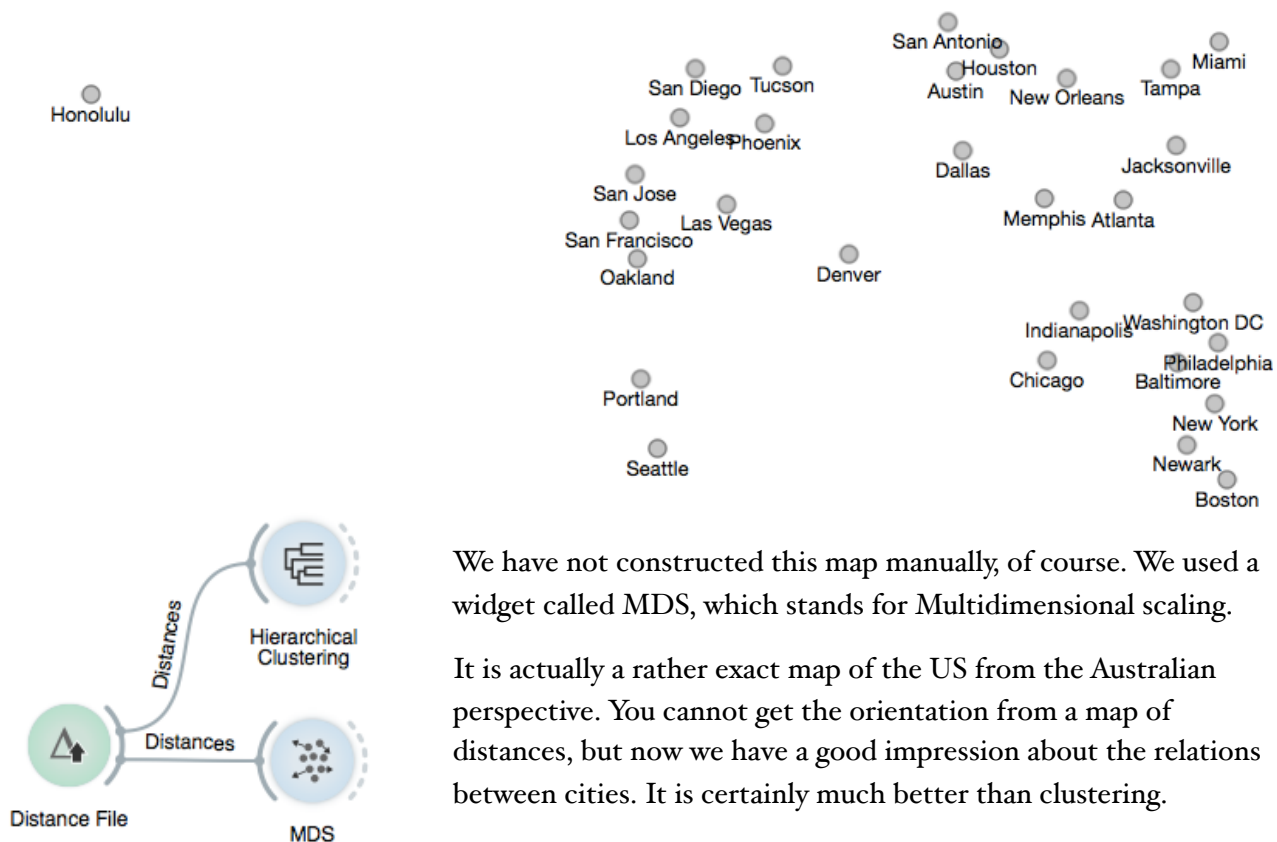 San Antonio
Miami
Houston
San Diego
Tucson
Austin
New Orleans
Tampa
Honolulu
Los Angeles
Phoenix
Dallas
Jacksonville
San Jose
Las Vegas
Memphis
Atlanta
San Francisco
Oakland
Denver
Indianapolis
Washington DC
Philadelphia
Chicago
Baltimore
Portland
New York
Seattle
Newark
Boston
Distances
Hierarchical
Clustering
Distances
Distance File
MDS
We have not constructed this map manually, of course. We used a
widget called MDS, which stands for Multidimensional scaling.
It is actually a rather exact map of the US from the Australian
perspective. You cannot get the orientation from a map of
distances, but now we have a good impression about the relations
between cities. It is certainly much better than clustering.